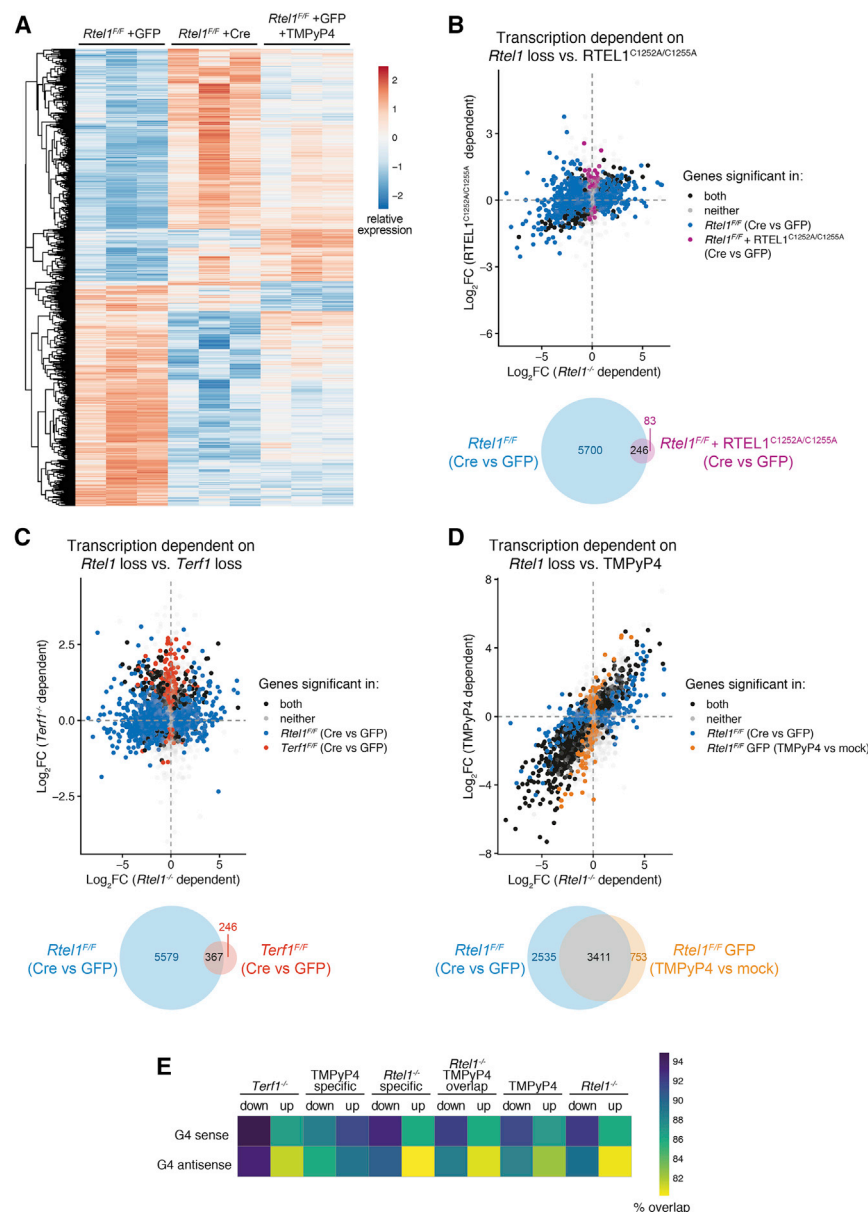 A
Rtel1F/F +GFP
Rtel1F/F +Cre
Rtel1F/F +GFP
+TMPyP4
2
1
0
−1
−2
relative
expression
B
Transcription dependent on
Rtel1 loss vs. RTEL1C1252A/C1255A
Log2FC (RTEL1C1252A/C1255A dependent)
3
0
−3
−6
−5
0
5
Log2FC (Rtel1-/- dependent)
Genes significant in:
both
neither
Rtel1F/F (Cre vs GFP)
Rtel1F/F + RTEL1C1252A/C1255A
(Cre vs GFP)
Rtel1F/F
(Cre vs GFP)
5700
246
83
Rtel1F/F + RTEL1C1252A/C1255A
(Cre vs GFP)
C
Transcription dependent on
Rtel1 loss vs. Terf1 loss
Log2FC (Terf1-/- dependent)
2.5
0.0
−2.5
−5
0
5
Log2FC (Rtel1-/- dependent)
Genes significant in:
both
neither
Rtel1F/F (Cre vs GFP)
Terf1F/F (Cre vs GFP)
Rtel1F/F
(Cre vs GFP)
5579
367
246
Terf1F/F
(Cre vs GFP)
D
Transcription dependent on
Rtel1 loss vs. TMPyP4
Log2FC (TMPyP4 dependent)
8
4
0
−4
−8
−5
0
5
Log2FC (Rtel1-/- dependent)
Genes significant in:
both
neither
Rtel1F/F (Cre vs GFP)
Rtel1F/F GFP (TMPyP4 vs mock)
Rtel1F/F
(Cre vs GFP)
2535
3411
753
Rtel1F/F GFP
(TMPyP4 vs mock)
E
Terf1-/-
TMPyP4
specific
Rtel1-/-
specific
Rtel1-/-
TMPyP4
overlap
TMPyP4
Rtel1-/-
down up down up down up down up down up down up
G4 sense
G4 antisense
94
92
90
88
86
84
82
% overlap